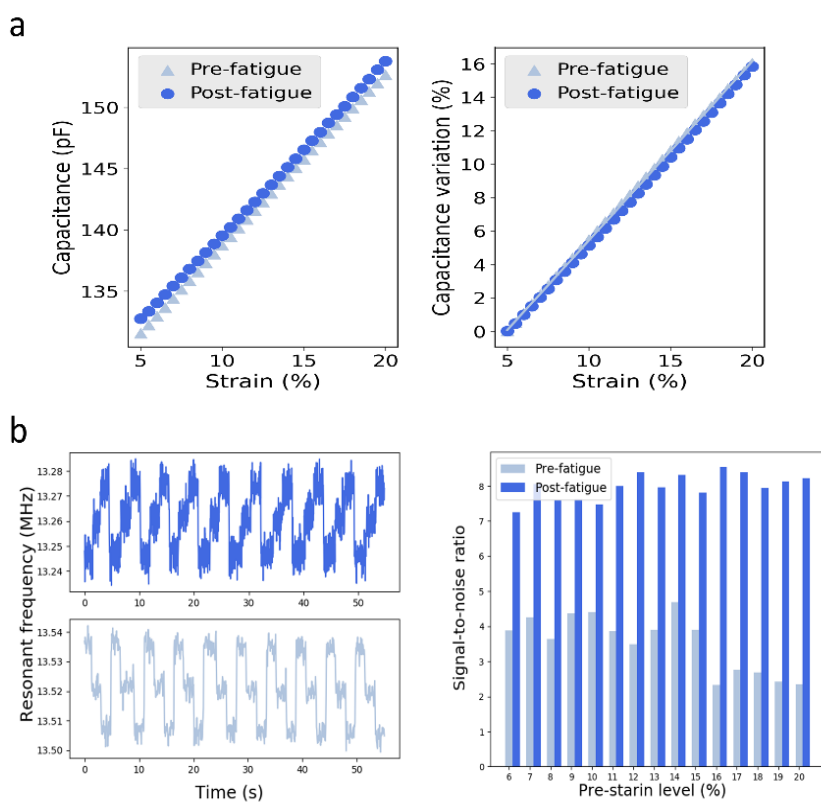 a
Pre-fatigue
Post-fatigue
Capacitance (pF)
150
145
140
135
5 10 15 20
Strain (%)
Pre-fatigue
Post-fatigue
Capacitance variation (%)
16
14
12
10
8
6
4
2
0
5 10 15 20
Strain (%)
b
Resonant frequency (MHz)
13.28
13.27
13.26
13.25
13.24
0 10 20 30 40 50
13.54
13.53
13.52
13.51
13.50
0 10 20 30 40 50
Time (s)
Pre-fatigue
Post-fatigue
Signal-to-noise ratio
8
7
6
5
4
3
2
1
0
6 7 8 9 10 11 12 13 14 15 16 17 18 19 20
Pre-starin level (%)